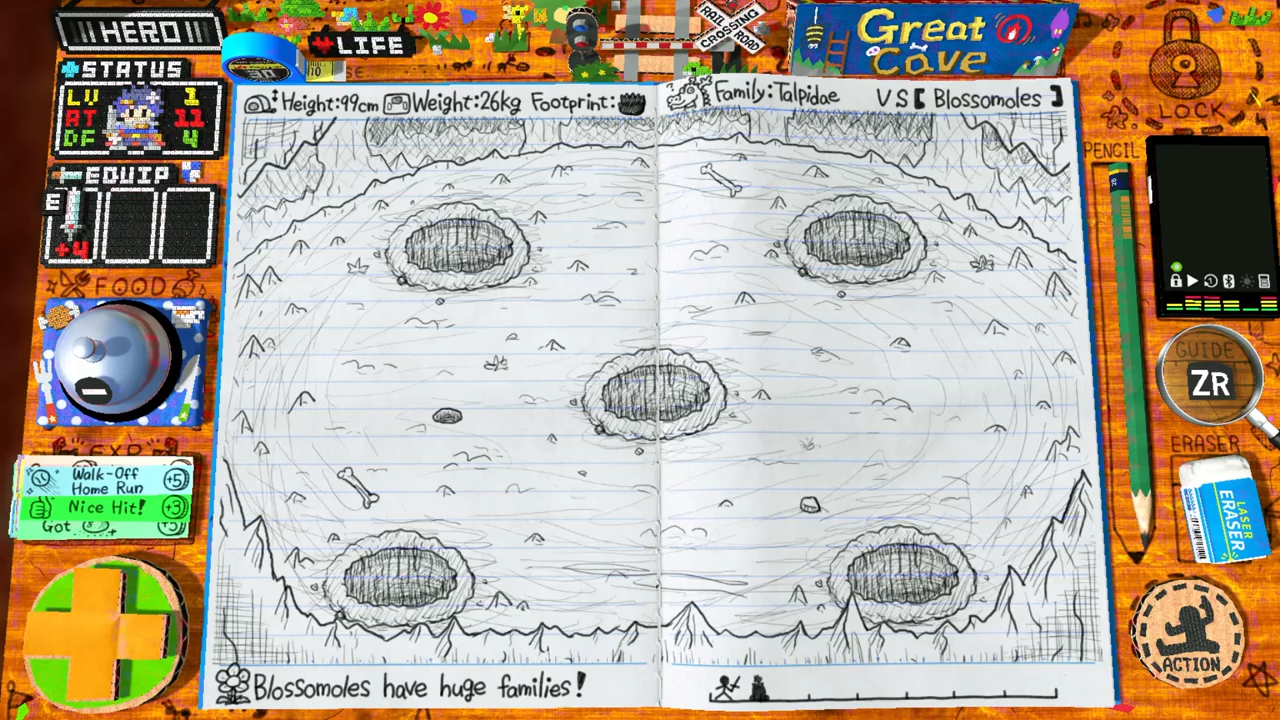 HERO
LIFE
RAIL CROSSING ROAD
Great Cave
STATUS
LV 1
AT 11
DF 4
EQUIP
E
+4
FOOD
EXP
Walk-Off Home Run +5
Nice Hit! +3
Got
Height:99cm Weight:26kg Footprint:
Family:Talpidae VS [Blossomoles]
Blossomoles have huge families!
LOCK
PENCIL
2B
GUIDE
ZR
ERASER
LASER ERASER
ACTION